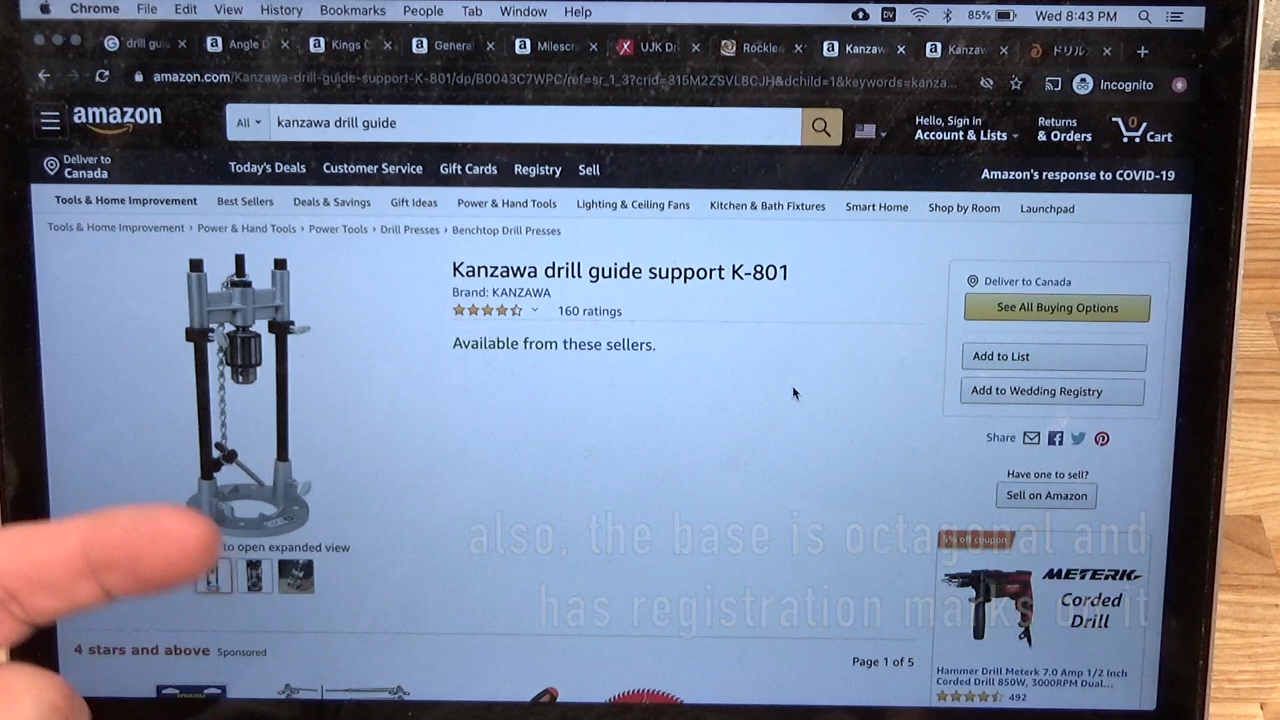 Chrome File Edit View History Bookmarks People Tab Window Help
DV 85% Wed 8:43 PM
drill gu Angle D Kings C General Milescra UJK Dri Rockle Kanzaw Kanzaw ドリル
amazon.com/Kanzawa-drill-guide-support-K-801/dp/B0043C7WPC/ref=sr_1_3?crid=315M2ZSVLBCJH&dchild=1&keywords=kanza... Incognito
amazon
All kanzawa drill guide
Hello, Sign in
Account & Lists
Returns
& Orders
0
Cart
Deliver to
Canada
Today's Deals Customer Service Gift Cards Registry Sell
Amazon's response to COVID-19
Tools & Home Improvement Best Sellers Deals & Savings Gift Ideas Power & Hand Tools Lighting & Ceiling Fans Kitchen & Bath Fixtures Smart Home Shop by Room Launchpad
Tools & Home Improvement › Power & Hand Tools › Power Tools › Drill Presses › Benchtop Drill Presses
Kanzawa drill guide support K-801
Brand: KANZAWA
160 ratings
Available from these sellers.
Deliver to Canada
See All Buying Options
Add to List
Add to Wedding Registry
Share
Have one to sell?
Sell on Amazon
to open expanded view
also, the base is octagonal and
has registration marks on it
5% off coupon
METERK
Corded
Drill
Hammer Drill Meterk 7.0 Amp 1/2 Inch
Corded Drill 850W, 3000RPM Dual...
492
4 stars and above Sponsored
Page 1 of 5